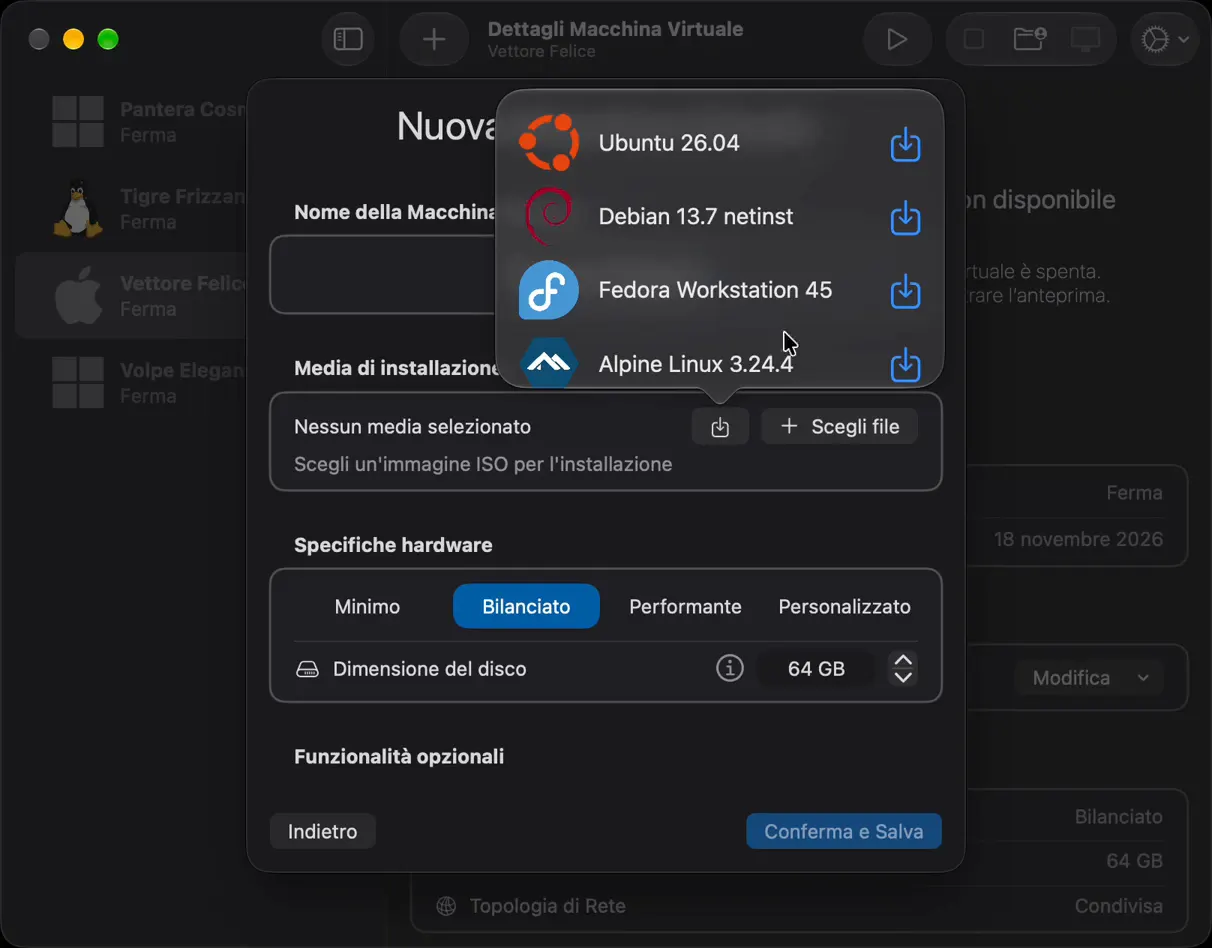 Dettagli Macchina Virtuale
Vettore Felice
Pantera Cosm
Ferma
Tigre Frizzan
Ferma
Vettore Felice
Ferma
Volpe Elegan
Ferma
Nuova
Ubuntu 26.04
Debian 13.7 netinst
Fedora Workstation 45
Alpine Linux 3.24.4
Nome della Macchina
Media di installazione
Nessun media selezionato
Scegli file
Scegli un'immagine ISO per l'installazione
Specifiche hardware
Minimo
Bilanciato
Performante
Personalizzato
Dimensione del disco
64 GB
Funzionalità opzionali
Indietro
Conferma e Salva
on disponibile
rtuale è spenta.
rare l'anteprima.
Ferma
18 novembre 2026
Modifica
Bilanciato
64 GB
Topologia di Rete
Condivisa